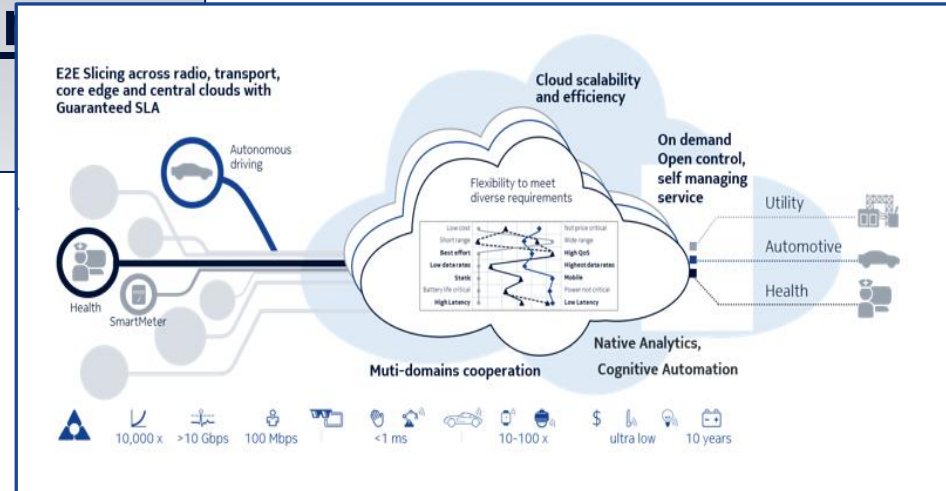 E2E Slicing across radio, transport,
core edge and central clouds with
Guaranteed SLA
Autonomous
driving
Health
SmartMeter
Cloud scalability
and efficiency
On demand
Open control,
self managing
service
Utility
Automotive
Health
Flexibility to meet
diverse requirements
Low cost Not price critical
Short range Wide range
Best effort High QoS
Low data rates Highest data rates
Static Mobile
Battery life critical Power not critical
High Latency Low Latency
Native Analytics,
Cognitive Automation
Muti-domains cooperation
10,000 x >10 Gbps 100 Mbps <1 ms 10-100 x $ ultra low 10 years